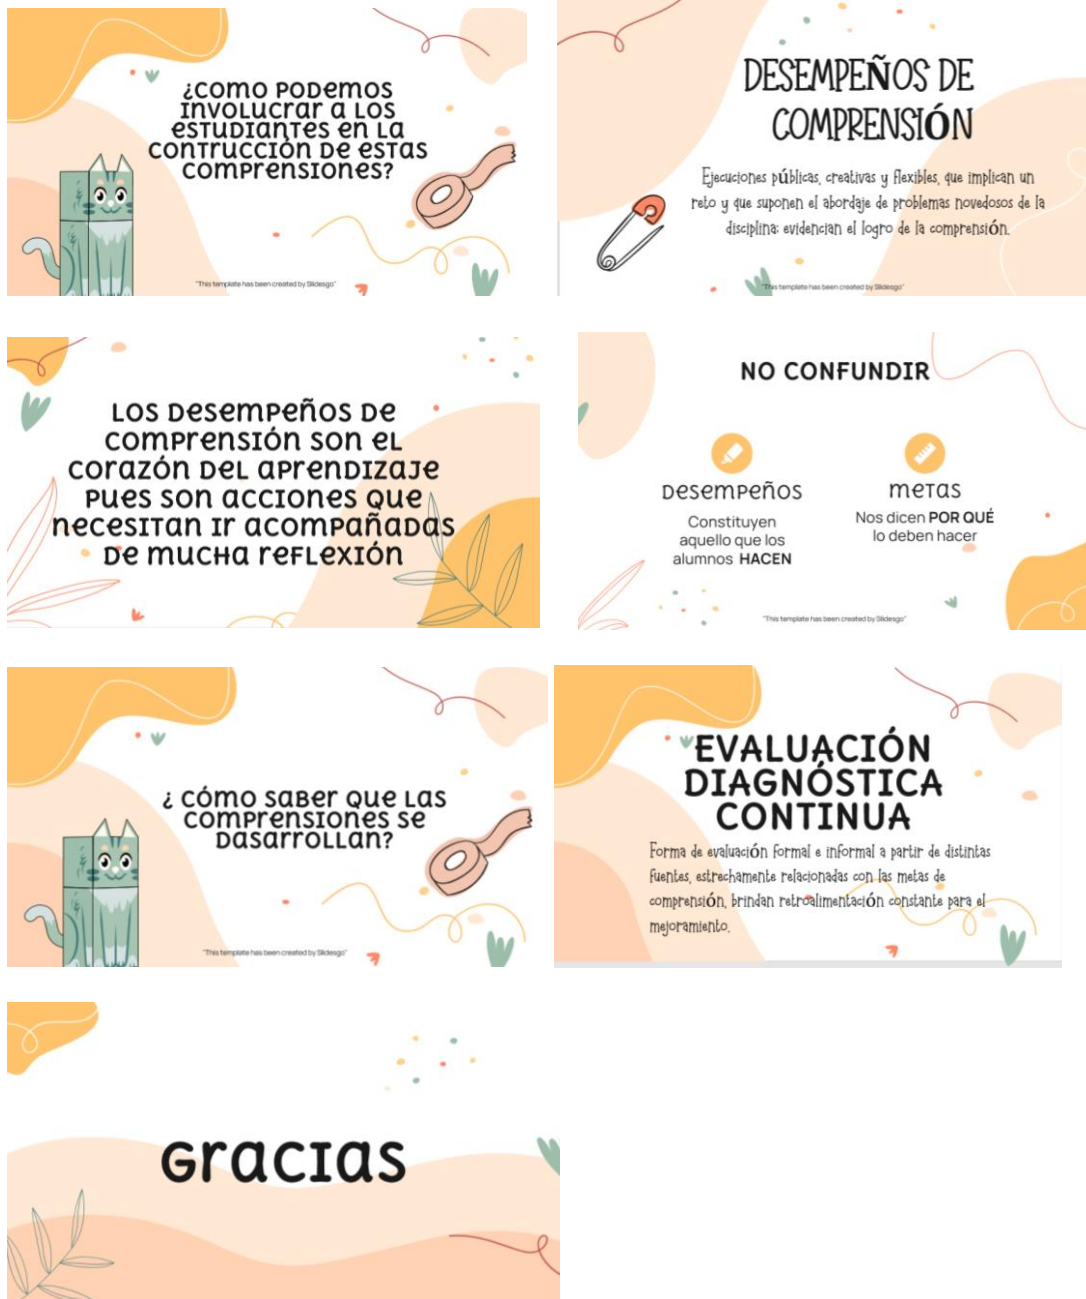 ¿COMO PODEMOS
INVOLUCRAR A LOS
ESTUDIANTES EN LA
CONTRUCCIÓN DE ESTAS
COMPRENSIONES?
"This template has been created by Slidesgo"
DESEMPEÑOS DE
COMPRENSIÓN
Ejecuciones públicas, creativas y flexibles, que implican un
reto y que suponen el abordaje de problemas novedosos de la
disciplina; evidencian el logro de la comprensión.
"This template has been created by Slidesgo"
LOS DESEMPEÑOS DE
COMPRENSIÓN SON EL
CORAZÓN DEL APRENDIZAJE
PUES SON ACCIONES QUE
NECESITAN IR ACOMPAÑADAS
DE MUCHA REFLEXIÓN
NO CONFUNDIR
DESEMPEÑOS
Constituyen
aquello que los
alumnos HACEN
METAS
Nos dicen POR QUÉ
lo deben hacer
"This template has been created by Slidesgo"
¿ CÓMO SABER QUE LAS
COMPRENSIONES SE
DASARROLLAN?
"This template has been created by Slidesgo"
EVALUACIÓN
DIAGNÓSTICA
CONTINUA
Forma de evaluación formal e informal a partir de distintas
fuentes, estrechamente relacionadas con las metas de
comprensión, brindan retroalimentación constante para el
mejoramiento.
Gracias